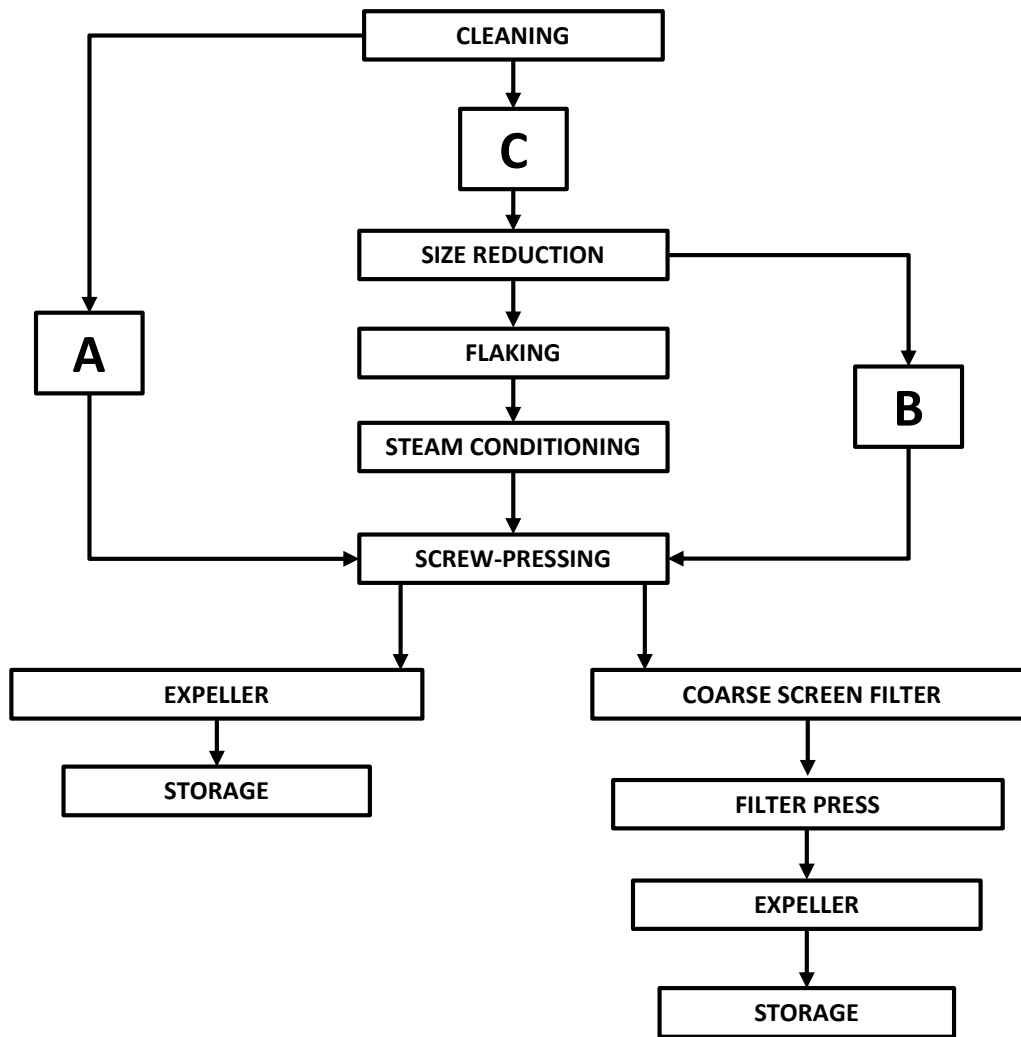 CLEANING
C
SIZE REDUCTION
A
FLAKING
B
STEAM CONDITIONING
SCREW-PRESSING
EXPELLER
COARSE SCREEN FILTER
STORAGE
FILTER PRESS
EXPELLER
STORAGE